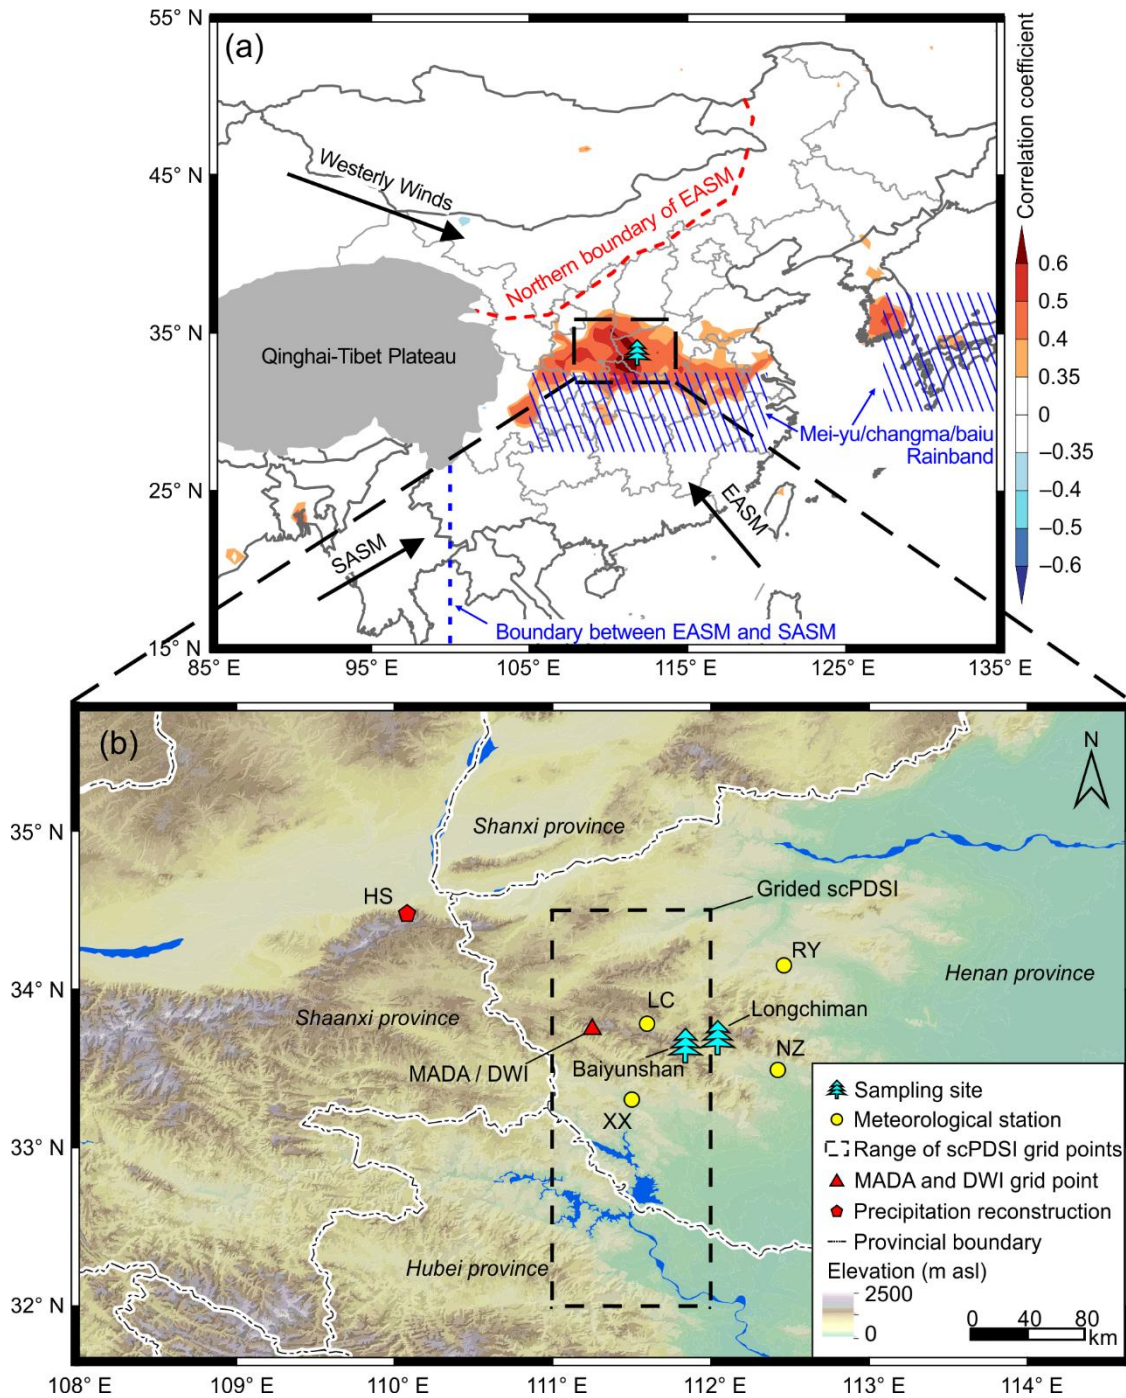 (a)
55° N
45° N
35° N
25° N
15° N
85° E
95° E
105° E
115° E
125° E
135° E
Westerly Winds
Northern boundary of EASM
Qinghai-Tibet Plateau
Mei-yu/changma/baiu
Rainband
EASM
SASM
Boundary between EASM and SASM
Correlation coefficient
0.6
0.5
0.4
0.35
0
–0.35
–0.4
–0.5
–0.6
(b)
N
35° N
34° N
33° N
32° N
108° E
109° E
110° E
111° E
112° E
113° E
114° E
Shanxi province
HS
Grided scPDSI
RY
Henan province
LC
Longchiman
Shaanxi province
MADA / DWI
Baiyunshan
NZ
XX
Hubei province
Sampling site
Meteorological station
Range of scPDSI grid points
MADA and DWI grid point
Precipitation reconstruction
Provincial boundary
Elevation (m asl)
2500
0
0 40 80
km